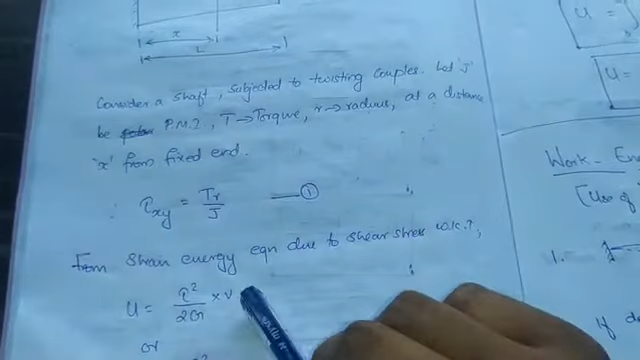 x
L
Consider a shaft, subjected to twisting couples. Let 'J'
be P.M.I., T → Torque, r → radius, at a distance
'x' from fixed end.
∴ τxy = Tr/J —— ①
From strain energy eqn due to shear stress w.k.T,
U = τ²/2G × V
or
U =
U =
Work - En
[Use of
1.
If d